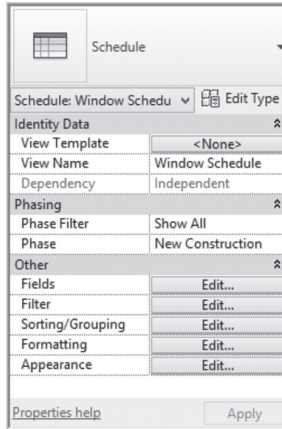 Schedule
Schedule: Window Schedu Edit Type
Identity Data
View Template <None>
View Name Window Schedule
Dependency Independent
Phasing
Phase Filter Show All
Phase New Construction
Other
Fields Edit...
Filter Edit...
Sorting/Grouping Edit...
Formatting Edit...
Appearance Edit...
Properties help Apply